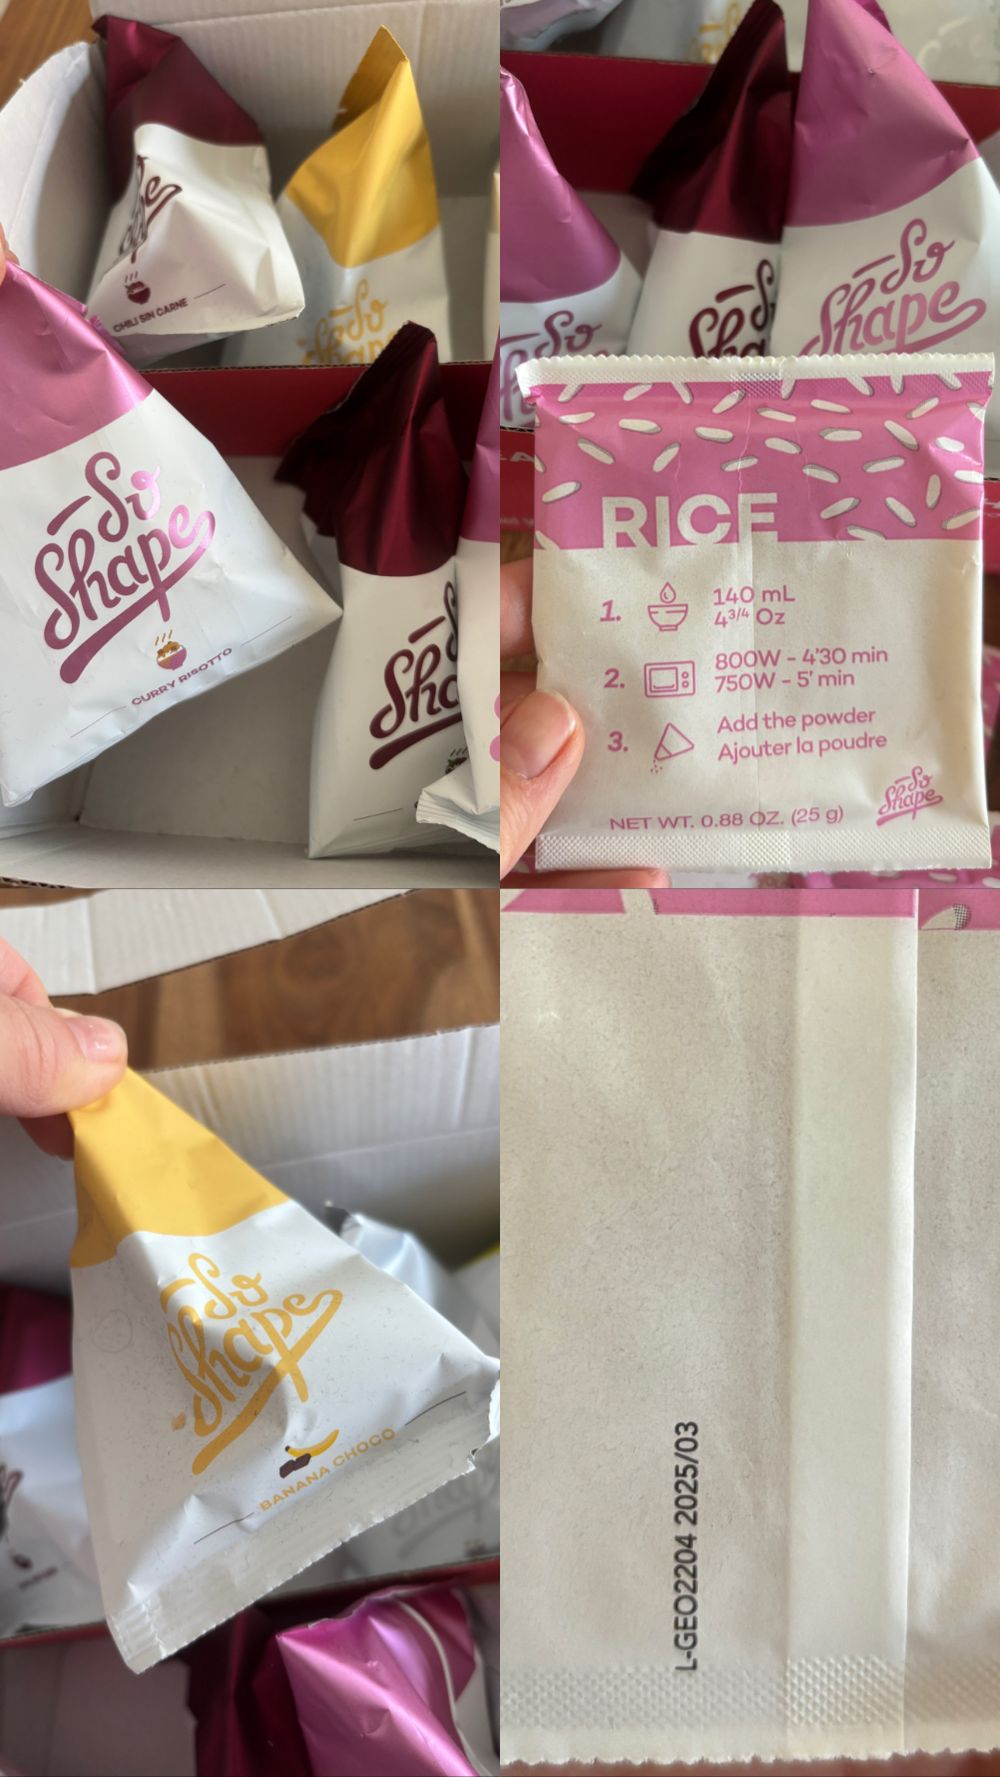 CHILI SIN CARNE
So
Shape
So
Shape
CURRY RISOTTO
So
Shape
So
Shape
RICE
1.
140 mL
4 3/4 Oz
2.
800W - 4'30 min
750W - 5' min
3.
Add the powder
Ajouter la poudre
So
Shape
NET WT. 0.88 OZ. (25 g)
So
Shape
BANANA CHOCO
L-GEO2204 2025/03